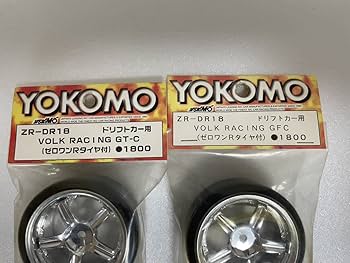 YOKOMO
ZR-DR18 ドリフトカー用
VOLK RACING GT-C
(ゼロワンRタイヤ付) ●1800
YOKOMO
ZR-DR18 ドリフトカー用
VOLK RACING GFC
(ゼロワンRタイヤ付) ●1800